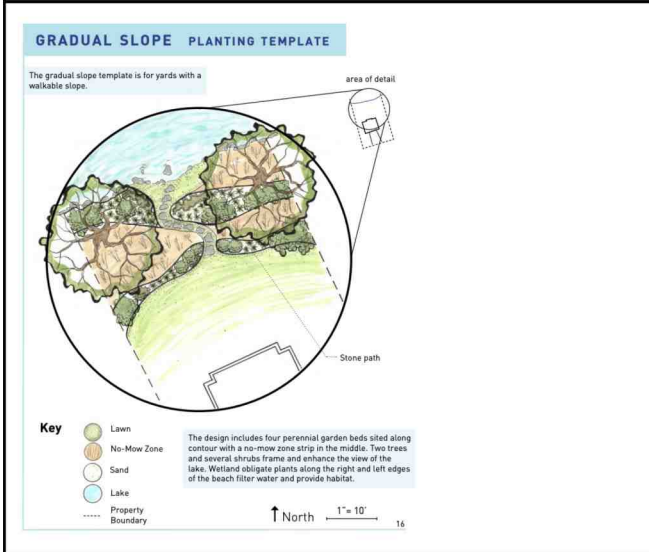 GRADUAL SLOPE PLANTING TEMPLATE
The gradual slope template is for yards with a
walkable slope.
area of detail
Stone path
Key
Lawn
No-Mow Zone
Sand
Lake
Property
Boundary
The design includes four perennial garden beds sited along
contour with a no-mow zone strip in the middle. Two trees
and several shrubs frame and enhance the view of the
lake. Wetland obligate plants along the right and left edges
of the beach filter water and provide habitat.
North
1"= 10'
16